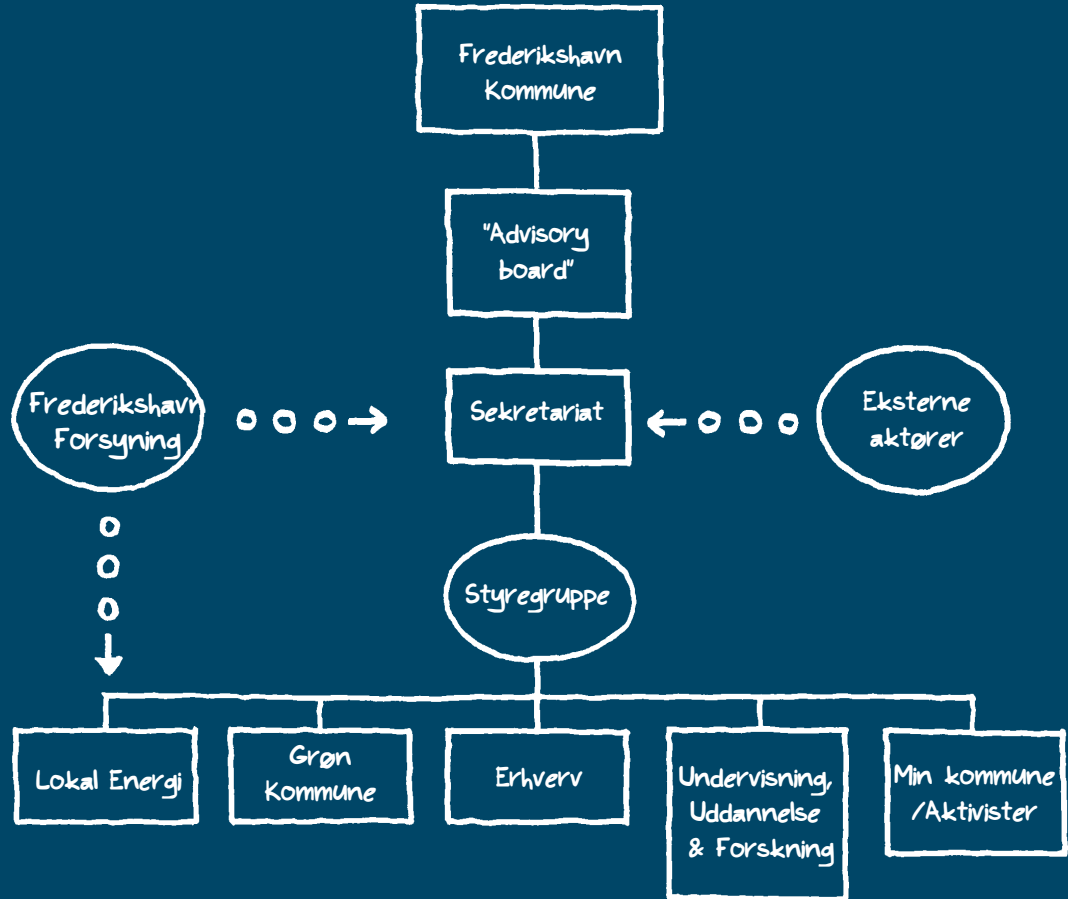 Frederikshavn
Kommune
"Advisory
board"
Frederikshavn
Forsyning
Sekretariat
Eksterne
aktører
Styregruppe
Lokal Energi
Grøn
Kommune
Erhverv
Undervisning,
Uddannelse
& Forskning
Min kommune
/Aktivister